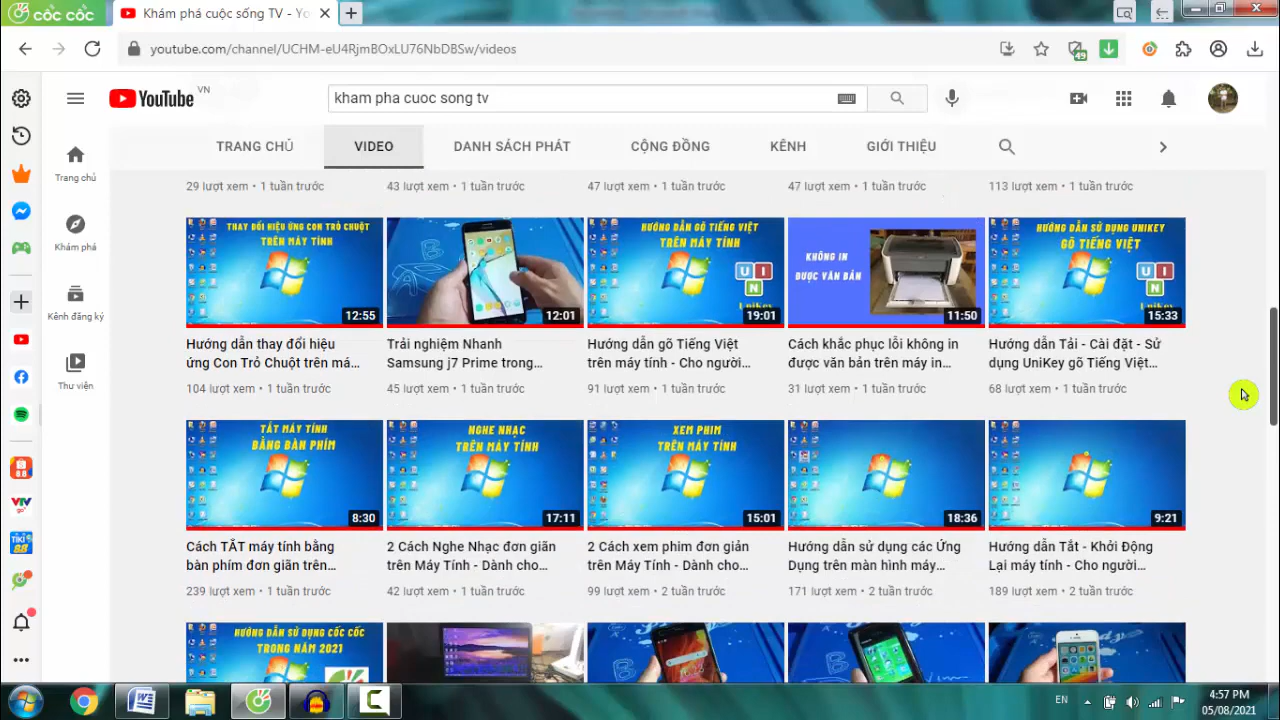 cốc cốc
Khám phá cuộc sống TV - Yo
youtube.com/channel/UCHM-eU4RjmBOxLU76NbDBSw/videos
49
YouTube VN
kham pha cuoc song tv
TRANG CHỦ VIDEO DANH SÁCH PHÁT CỘNG ĐỒNG KÊNH GIỚI THIỆU
Trang chủ
Khám phá
Kênh đăng ký
Thư viện
29 lượt xem • 1 tuần trước
43 lượt xem • 1 tuần trước
47 lượt xem • 1 tuần trước
47 lượt xem • 1 tuần trước
113 lượt xem • 1 tuần trước
THAY ĐỔI HIỆU ỨNG CON TRỎ CHUỘT
TRÊN MÁY TÍNH
12:55
Hướng dẫn thay đổi hiệu
ứng Con Trỏ Chuột trên má...
104 lượt xem • 1 tuần trước
12:01
Trải nghiệm Nhanh
Samsung j7 Prime trong...
45 lượt xem • 1 tuần trước
HƯỚNG DẪN GÕ TIẾNG VIỆT
TRÊN MÁY TÍNH
U I
N
UniKey
19:01
Hướng dẫn gõ Tiếng Việt
trên máy tính - Cho người...
91 lượt xem • 1 tuần trước
KHÔNG IN
ĐƯỢC VĂN BẢN
11:50
Cách khắc phục lỗi không in
được văn bản trên máy in...
31 lượt xem • 1 tuần trước
HƯỚNG DẪN SỬ DỤNG UNIKEY
GÕ TIẾNG VIỆT
U I
N
15:33
Hướng dẫn Tải - Cài đặt - Sử
dụng UniKey gõ Tiếng Việt...
68 lượt xem • 1 tuần trước
TẮT MÁY TÍNH
BẰNG BÀN PHÍM
8:30
Cách TẮT máy tính bằng
bàn phím đơn giãn trên...
239 lượt xem • 1 tuần trước
NGHE NHẠC
TRÊN MÁY TÍNH
17:11
2 Cách Nghe Nhạc đơn giãn
trên Máy Tính - Dành cho...
42 lượt xem • 1 tuần trước
XEM PHIM
TRÊN MÁY TÍNH
15:01
2 Cách xem phim đơn giản
trên Máy Tính - Dành cho...
99 lượt xem • 2 tuần trước
18:36
Hướng dẫn sử dụng các Ứng
Dụng trên màn hình máy...
171 lượt xem • 2 tuần trước
9:21
Hướng dẫn Tắt - Khởi Động
Lại máy tính - Cho người...
189 lượt xem • 2 tuần trước
HƯỚNG DẪN SỬ DỤNG CỐC CỐC
TRONG NĂM 2021
VTV
go
TIKI
EN
4:57 PM
05/08/2021